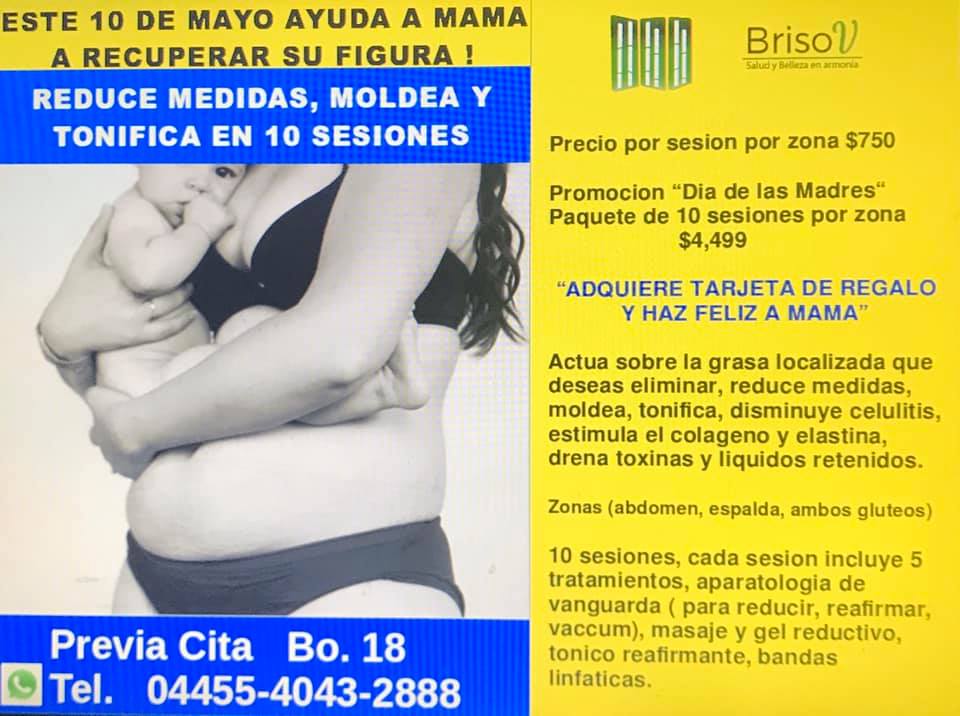 ESTE 10 DE MAYO AYUDA A MAMA
A RECUPERAR SU FIGURA !
REDUCE MEDIDAS, MOLDEA Y
TONIFICA EN 10 SESIONES
Previa Cita Bo. 18
Tel. 04455-4043-2888
BrisoV
Salud y Belleza en armonía
Precio por sesion por zona $750
Promocion “Dia de las Madres“
Paquete de 10 sesiones por zona
$4,499
“ADQUIERE TARJETA DE REGALO
Y HAZ FELIZ A MAMA”
Actua sobre la grasa localizada que
deseas eliminar, reduce medidas,
moldea, tonifica, disminuye celulitis,
estimula el colageno y elastina,
drena toxinas y liquidos retenidos.
Zonas (abdomen, espalda, ambos gluteos)
10 sesiones, cada sesion incluye 5
tratamientos, aparatologia de
vanguarda ( para reducir, reafirmar,
vaccum), masaje y gel reductivo,
tonico reafirmante, bandas
linfaticas.